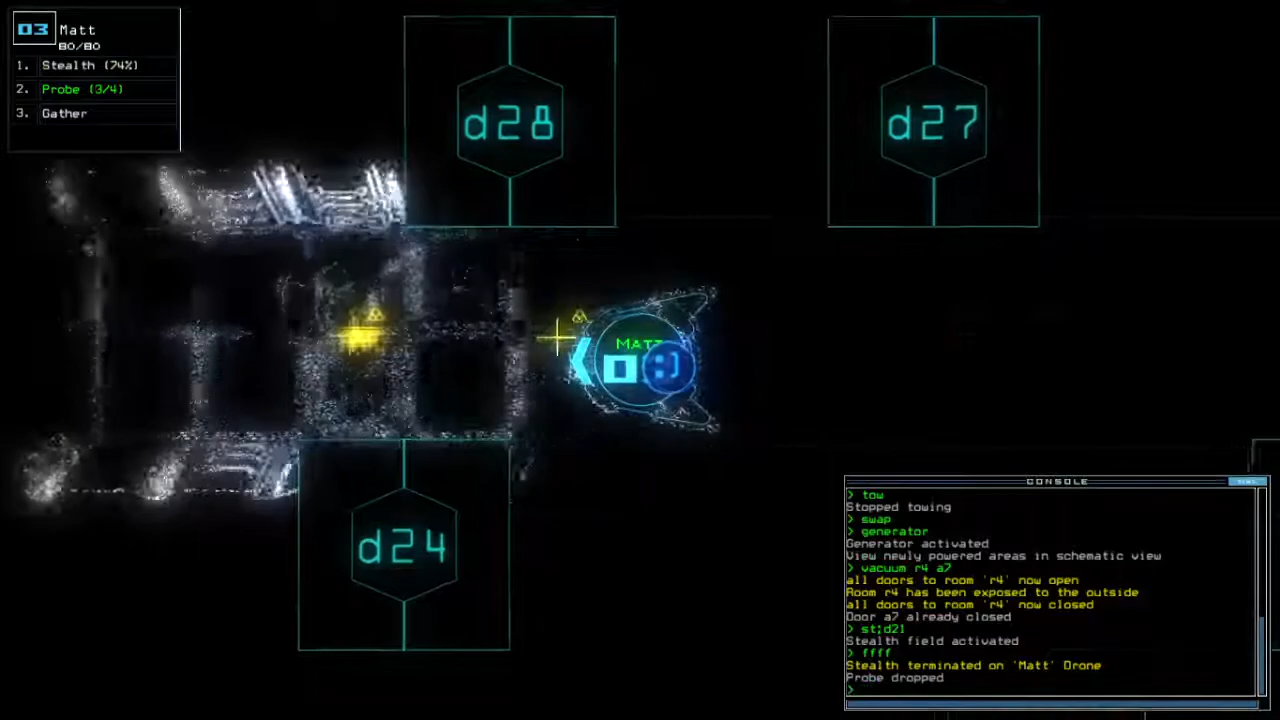 03 Matt
80/80
1. Stealth (74%)
2. Probe (3/4)
3. Gather
d28
d27
MATT
:)
d24
CONSOLE
> tow
Stopped towing
> swap
> generator
Generator activated
View newly powered areas in schematic view
> vacuum r4 a7
all doors to room 'r4' now open
Room r4 has been exposed to the outside
all doors to room 'r4' now closed
Door a7 already closed
> st;d21
Stealth field activated
> ffff
Stealth terminated on 'Matt' Drone
Probe dropped
>